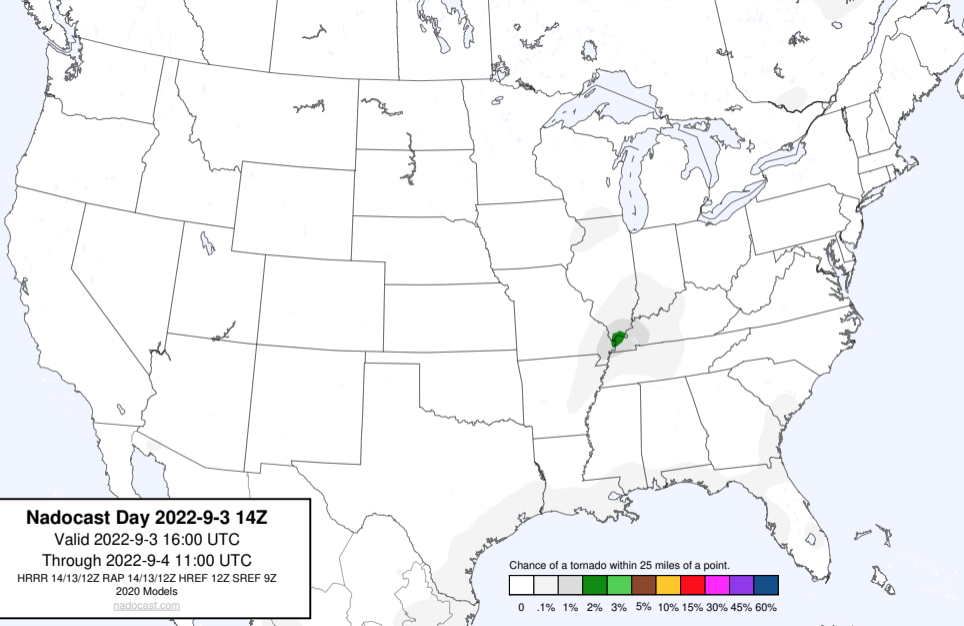 Nadocast Day 2022-9-3 14Z
Valid 2022-9-3 16:00 UTC
Through 2022-9-4 11:00 UTC
HRRR 14/13/12Z RAP 14/13/12Z HREF 12Z SREF 9Z
2020 Models
nadocast.com
Chance of a tornado within 25 miles of a point.
0 .1% 1% 2% 3% 5% 10% 15% 30% 45% 60%